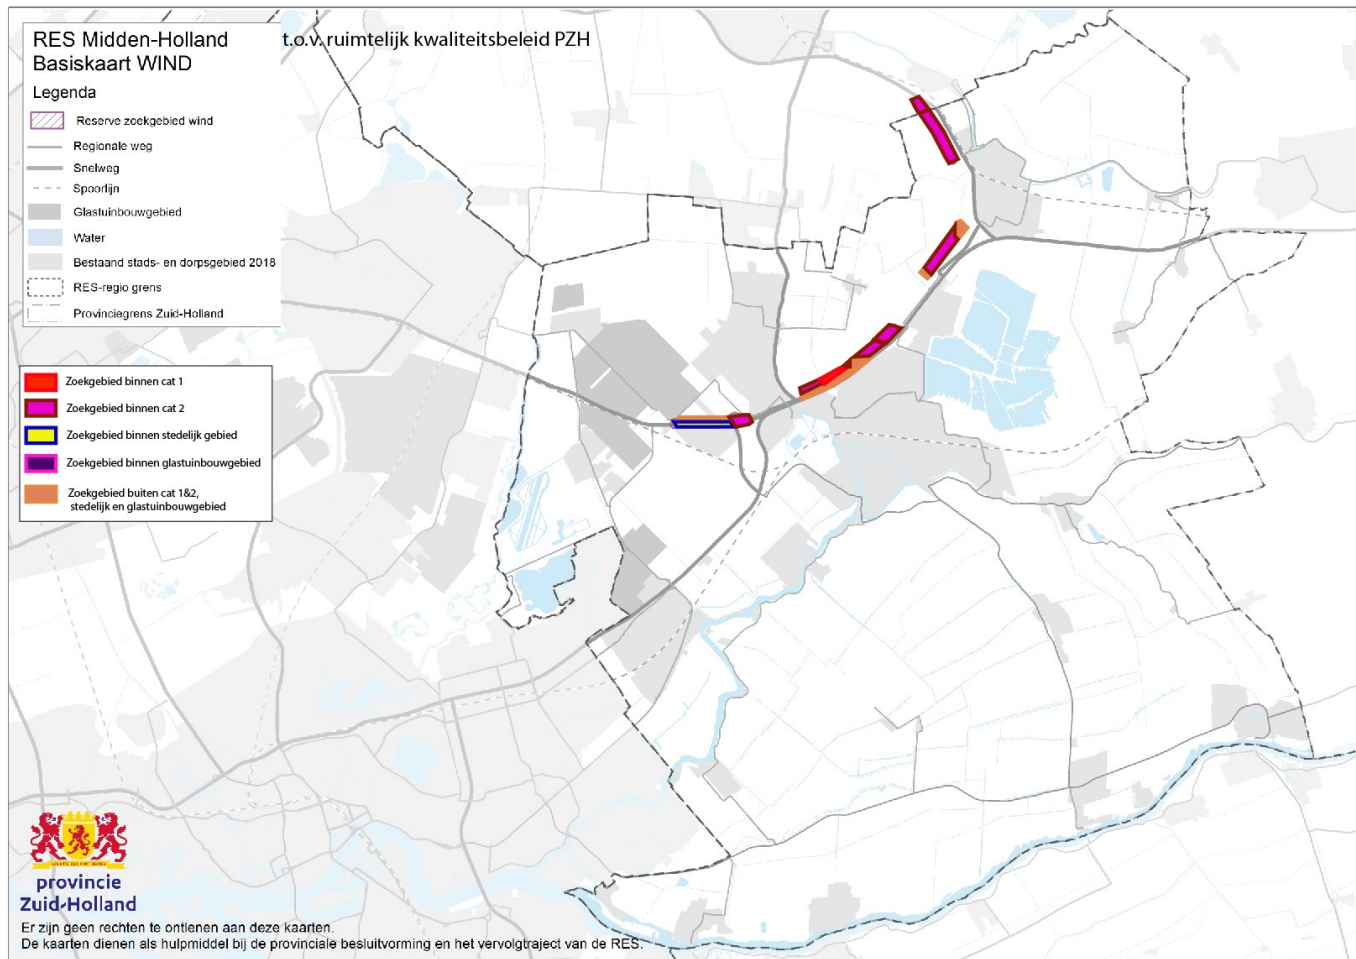 RES Midden-Holland t.o.v. ruimtelijk kwaliteitsbeleid PZH
Basiskaart WIND
Legenda
Reserve zoekgebied wind
Regionale weg
Snelweg
Spoorlijn
Glastuinbouwgebied
Water
Bestaand stads- en dorpsgebied 2018
RES-regio grens
Provinciegrens Zuid-Holland
Zoekgebied binnen cat 1
Zoekgebied binnen cat 2
Zoekgebied binnen stedelijk gebied
Zoekgebied binnen glastuinbouwgebied
Zoekgebied buiten cat 1&2,
stedelijk en glastuinbouwgebied
provincie
Zuid-Holland
Er zijn geen rechten te ontlenen aan deze kaarten.
De kaarten dienen als hulpmiddel bij de provinciale besluitvorming en het vervolgtraject van de RES.